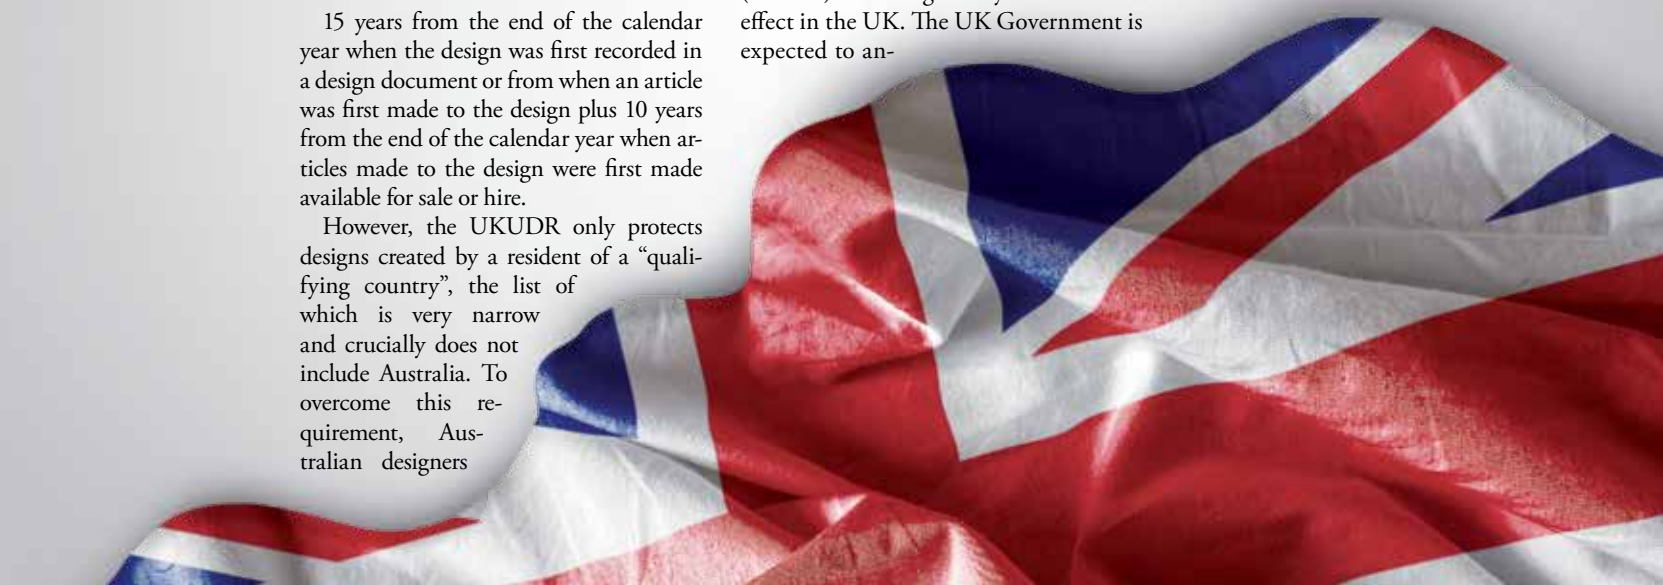 15 years from the end of the calendar
year when the design was first recorded in
a design document or from when an article
was first made to the design plus 10 years
from the end of the calendar year when ar-
ticles made to the design were first made
available for sale or hire.
However, the UKUDR only protects
designs created by a resident of a “quali-
fying country”, the list of
which is very narrow
and crucially does not
include Australia. To
overcome this re-
quirement, Aus-
tralian designers
effect in the UK. The UK Government is
expected to an-